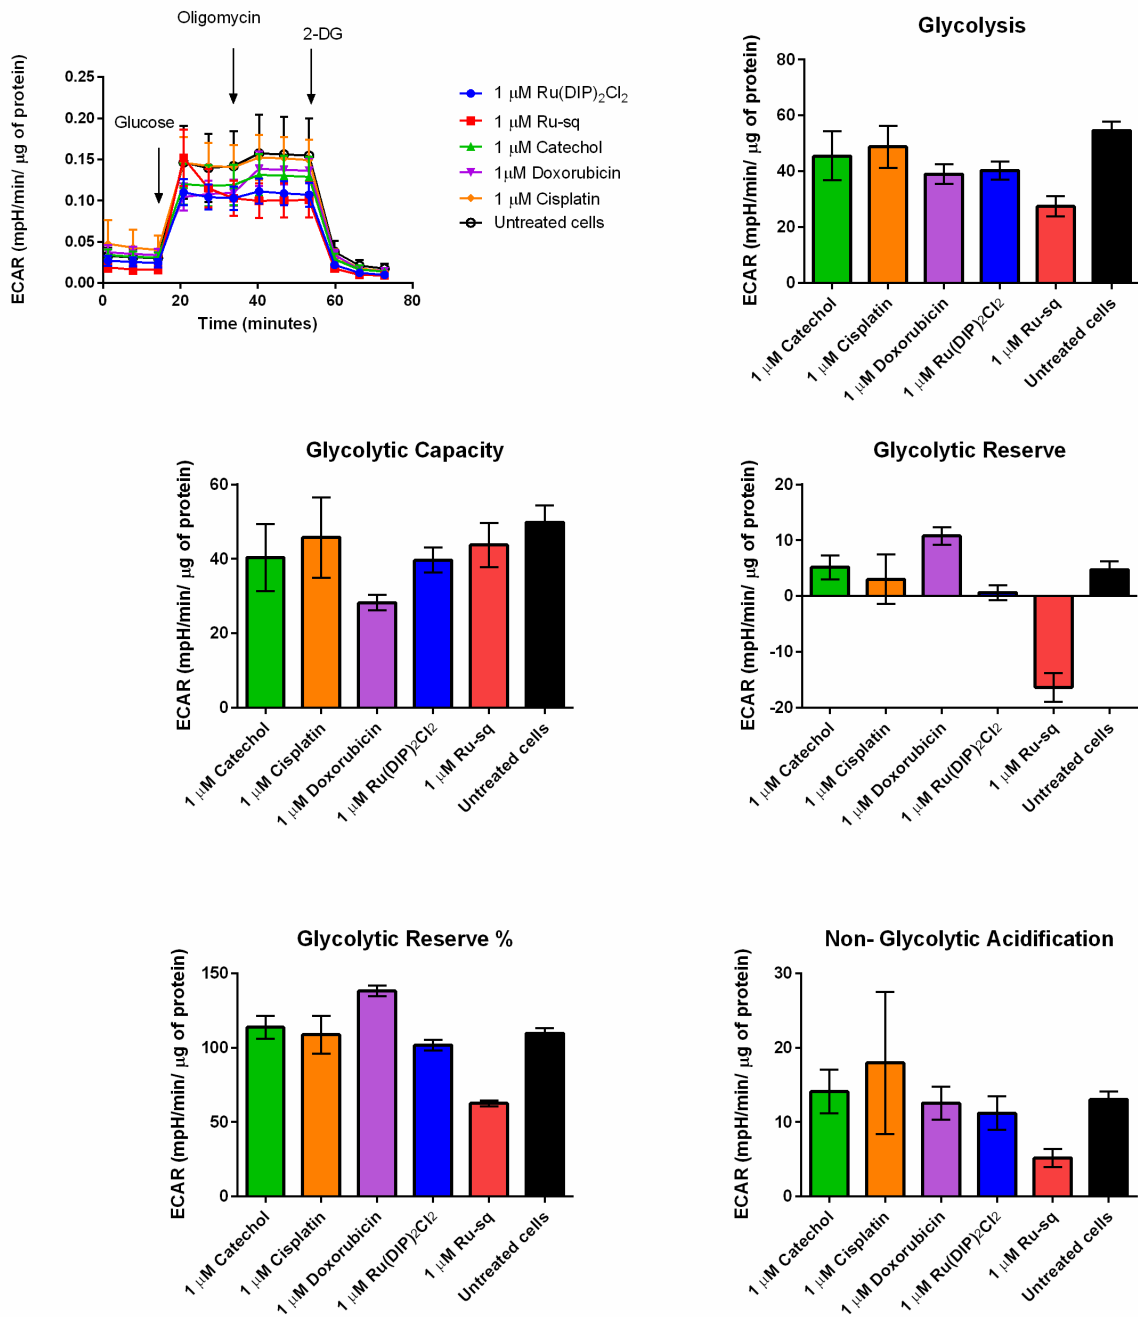 Oligomycin
2-DG
Glucose
ECAR (mpH/min/ μg of protein)
0.25
0.20
0.15
0.10
0.05
0.00
0 20 40 60 80
Time (minutes)
1 μM Ru(DIP)₂Cl₂
1 μM Ru-sq
1 μM Catechol
1μM Doxorubicin
1 μM Cisplatin
Untreated cells
Glycolysis
ECAR (mpH/min/ μg of protein)
80
60
40
20
0
1 μM Catechol
1 μM Cisplatin
1 μM Doxorubicin
1 μM Ru(DIP)₂Cl₂
1 μM Ru-sq
Untreated cells
Glycolytic Capacity
ECAR (mpH/min/ μg of protein)
60
40
20
0
1 μM Catechol
1 μM Cisplatin
1 μM Doxorubicin
1 μM Ru(DIP)₂Cl₂
1 μM Ru-sq
Untreated cells
Glycolytic Reserve
ECAR (mpH/min/ μg of protein)
20
10
0
-10
-20
1 μM Catechol
1 μM Cisplatin
1 μM Doxorubicin
1 μM Ru(DIP)₂Cl₂
1 μM Ru-sq
Untreated cells
Glycolytic Reserve %
ECAR (mpH/min/ μg of protein)
150
100
50
0
1 μM Catechol
1 μM Cisplatin
1 μM Doxorubicin
1 μM Ru(DIP)₂Cl₂
1 μM Ru-sq
Untreated cells
Non- Glycolytic Acidification
ECAR (mpH/min/ μg of protein)
30
20
10
0
1 μM Catechol
1 μM Cisplatin
1 μM Doxorubicin
1 μM Ru(DIP)₂Cl₂
1 μM Ru-sq
Untreated cells